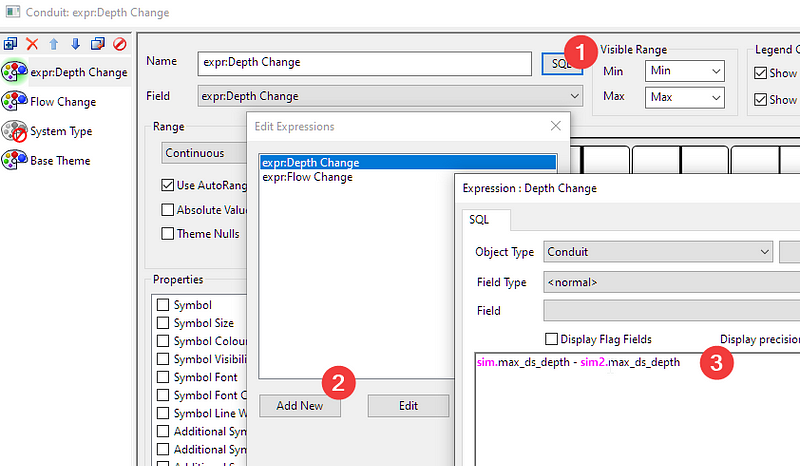 Conduit: expr:Depth Change
expr:Depth Change
Flow Change
System Type
Base Theme
Name
expr:Depth Change
SQL
1
Field
expr:Depth Change
Visible Range
Min
Min
Max
Max
Legend
Show
Show
Range
Continuous
Use AutoRang
Absolute Value
Theme Nulls
Properties
Symbol
Symbol Size
Symbol Colou
Symbol Visibili
Symbol Font
Symbol Font C
Symbol Line W
Additional Sym
Additional Sym
Edit Expressions
expr:Depth Change
expr:Flow Change
2
Add New
Edit
Expression : Depth Change
SQL
Object Type
Conduit
Field Type
<normal>
Field
Display Flag Fields
Display precision
sim.max_ds_depth - sim2.max_ds_depth
3